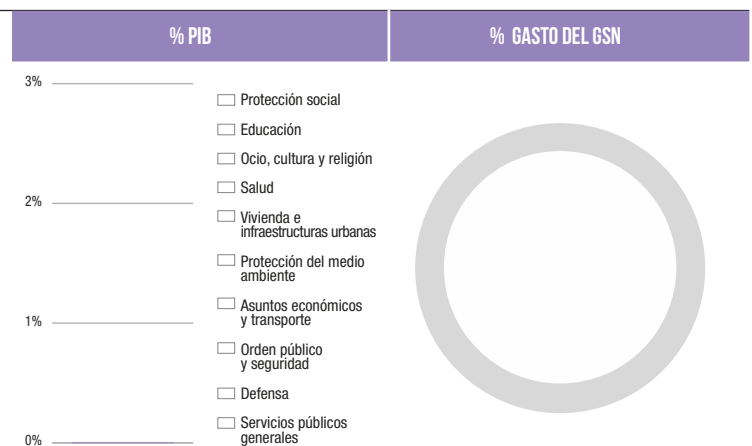 % PIB
% GASTO DEL GSN
3%
2%
1%
0%
Protección social
Educación
Ocio, cultura y religión
Salud
Vivienda e
infraestructuras urbanas
Protección del medio
ambiente
Asuntos económicos
y transporte
Orden público
y seguridad
Defensa
Servicios públicos
generales